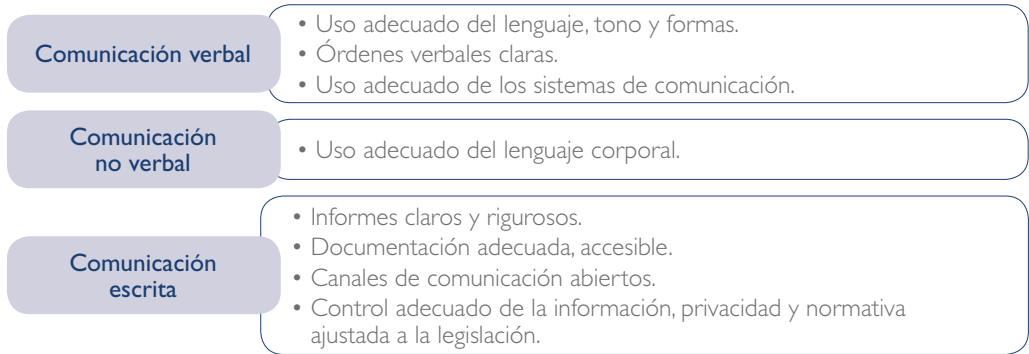 Comunicación verbal
• Uso adecuado del lenguaje, tono y formas.
• Órdenes verbales claras.
• Uso adecuado de los sistemas de comunicación.
Comunicación
no verbal
• Uso adecuado del lenguaje corporal.
Comunicación
escrita
• Informes claros y rigurosos.
• Documentación adecuada, accesible.
• Canales de comunicación abiertos.
• Control adecuado de la información, privacidad y normativa
ajustada a la legislación.